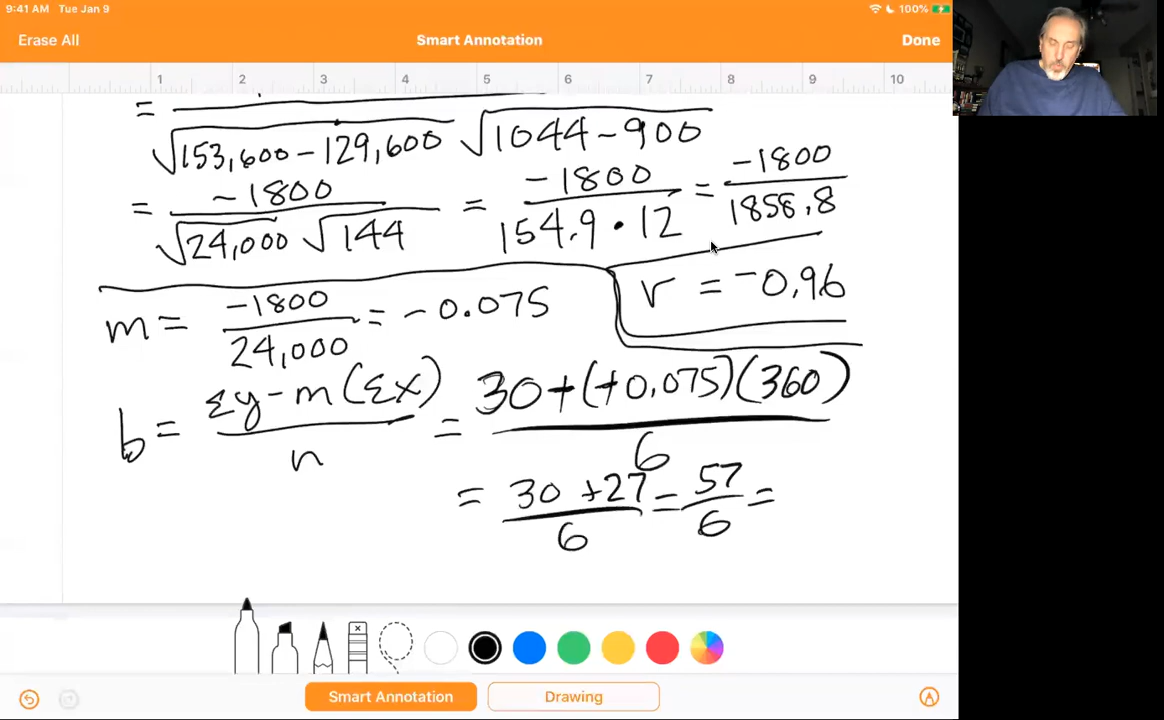 9:41 AM Tue Jan 9 100%
Erase All Smart Annotation Done
1 2 3 4 5 6 7 8 9 10
=
√153,600-129,600 √1044-900
= -1800 / √24,000 √144 = -1800 / 154.9 • 12 = -1800 / 1858.8
r = -0.96
m = -1800 / 24,000 = -0.075
b = Σy - m(Σx) / n = 30+(+0.075)(360) / 6
= 30 +27 / 6 = 57 / 6 =
Smart Annotation Drawing